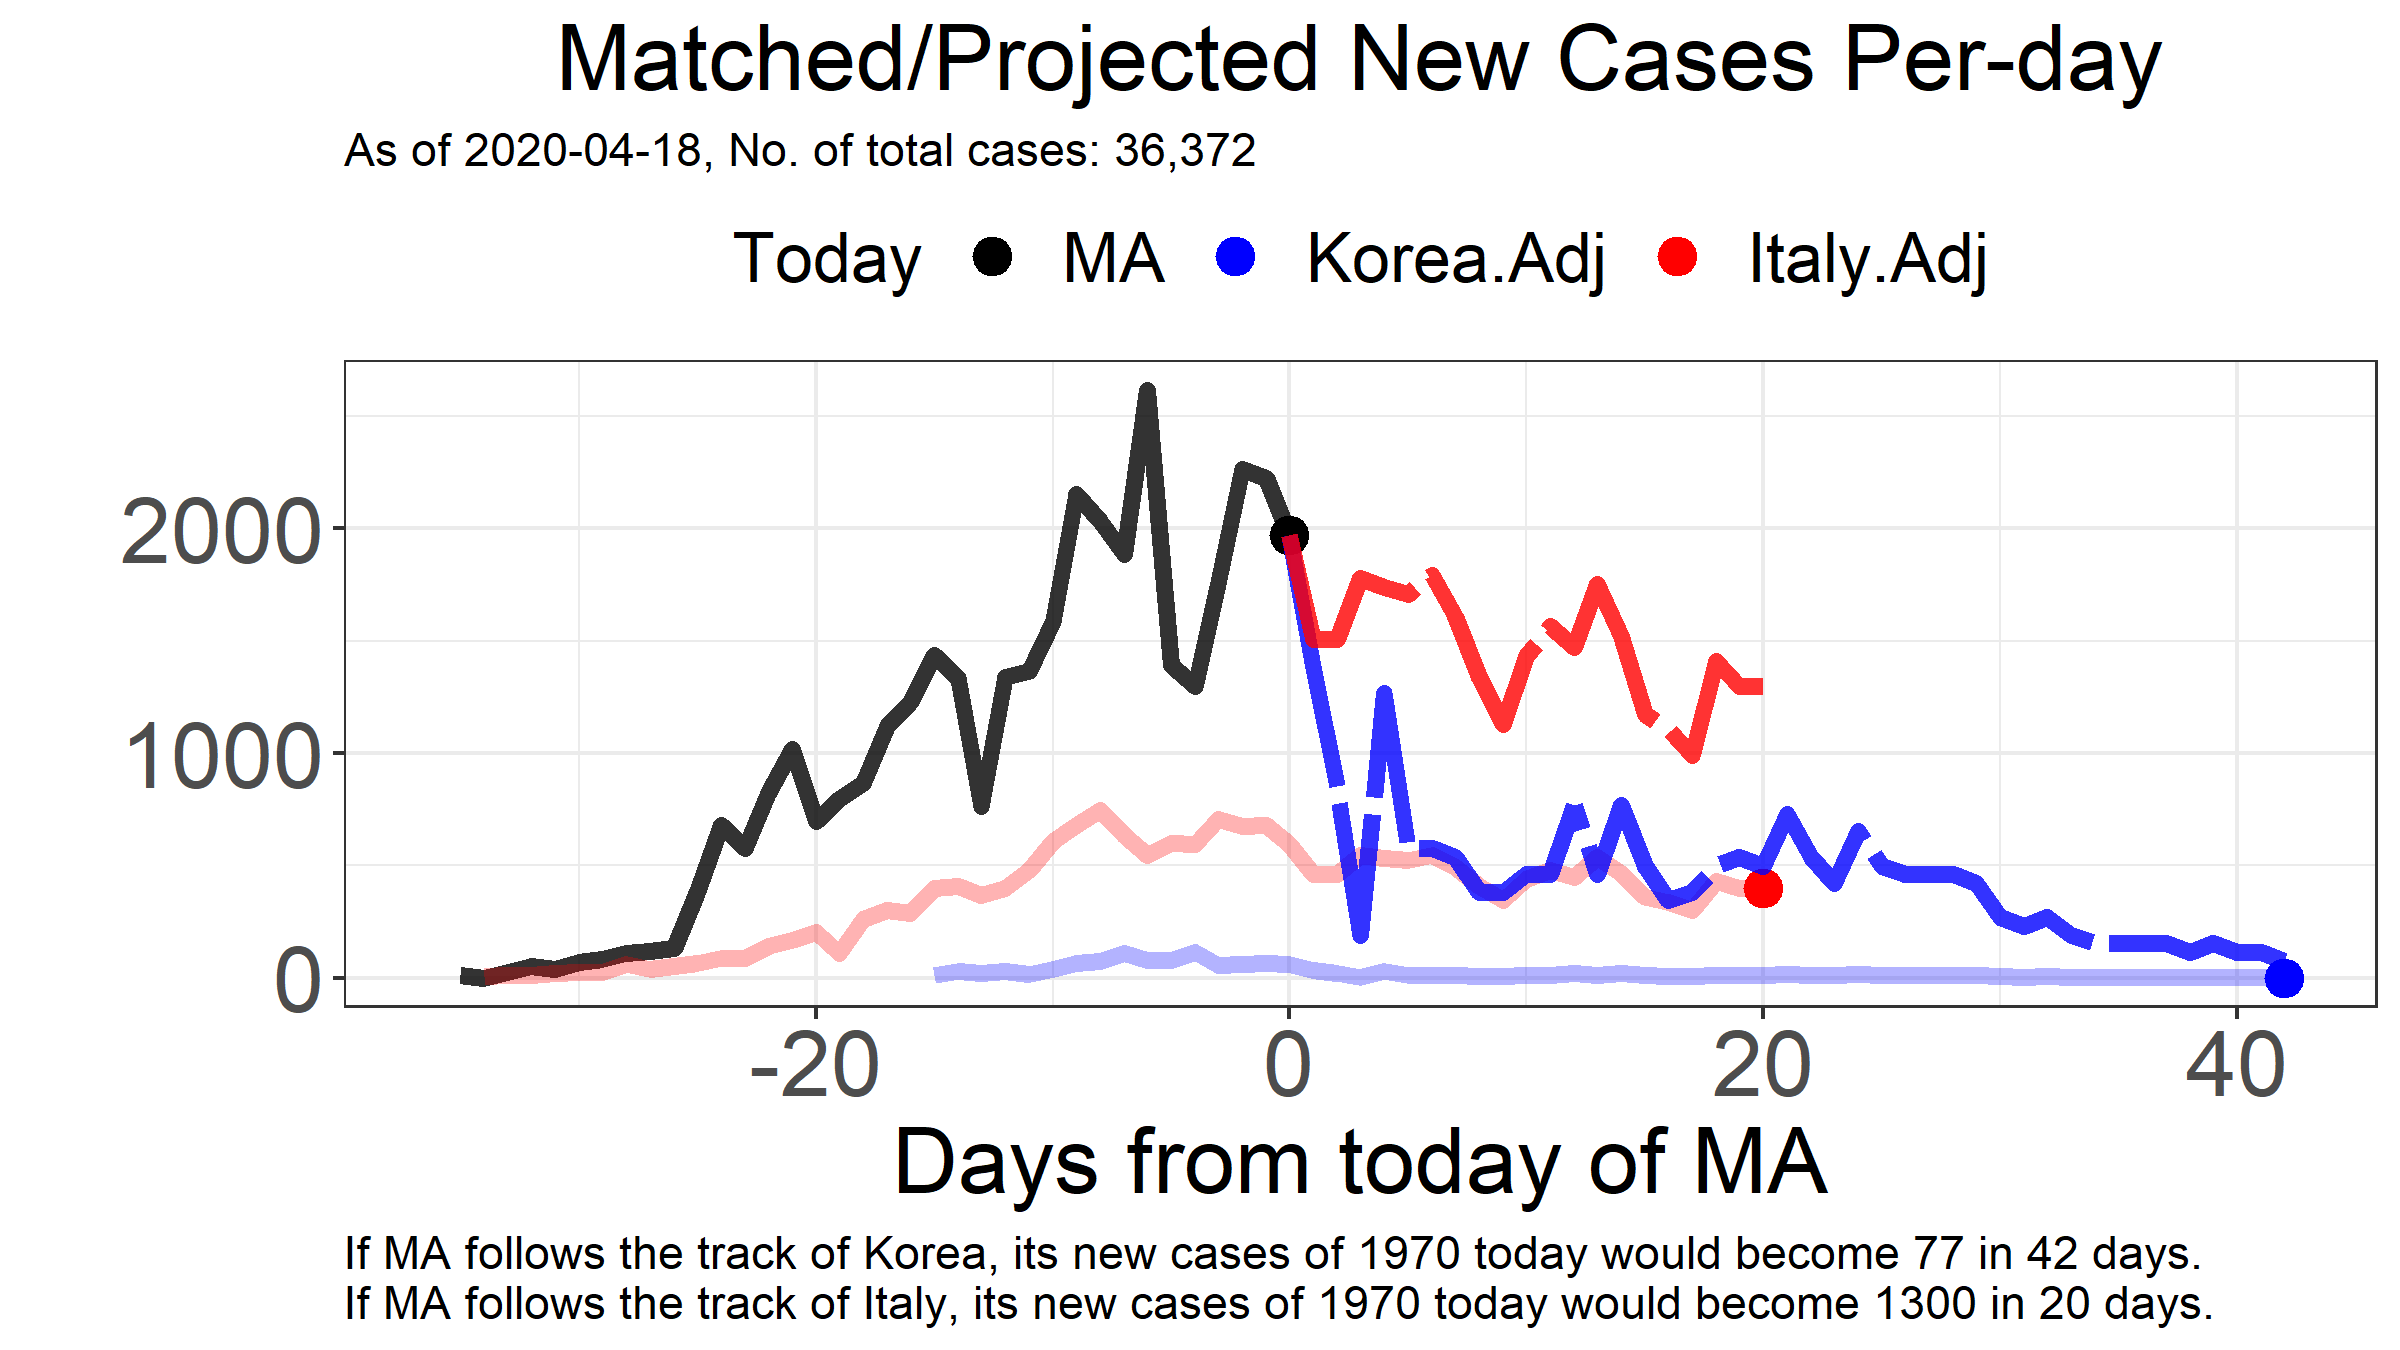 Matched/Projected New Cases Per-day
As of 2020-04-18, No. of total cases: 36,372
Today MA Korea.Adj Italy.Adj
2000
1000
0
-20 0 20 40
Days from today of MA
If MA follows the track of Korea, its new cases of 1970 today would become 77 in 42 days.
If MA follows the track of Italy, its new cases of 1970 today would become 1300 in 20 days.